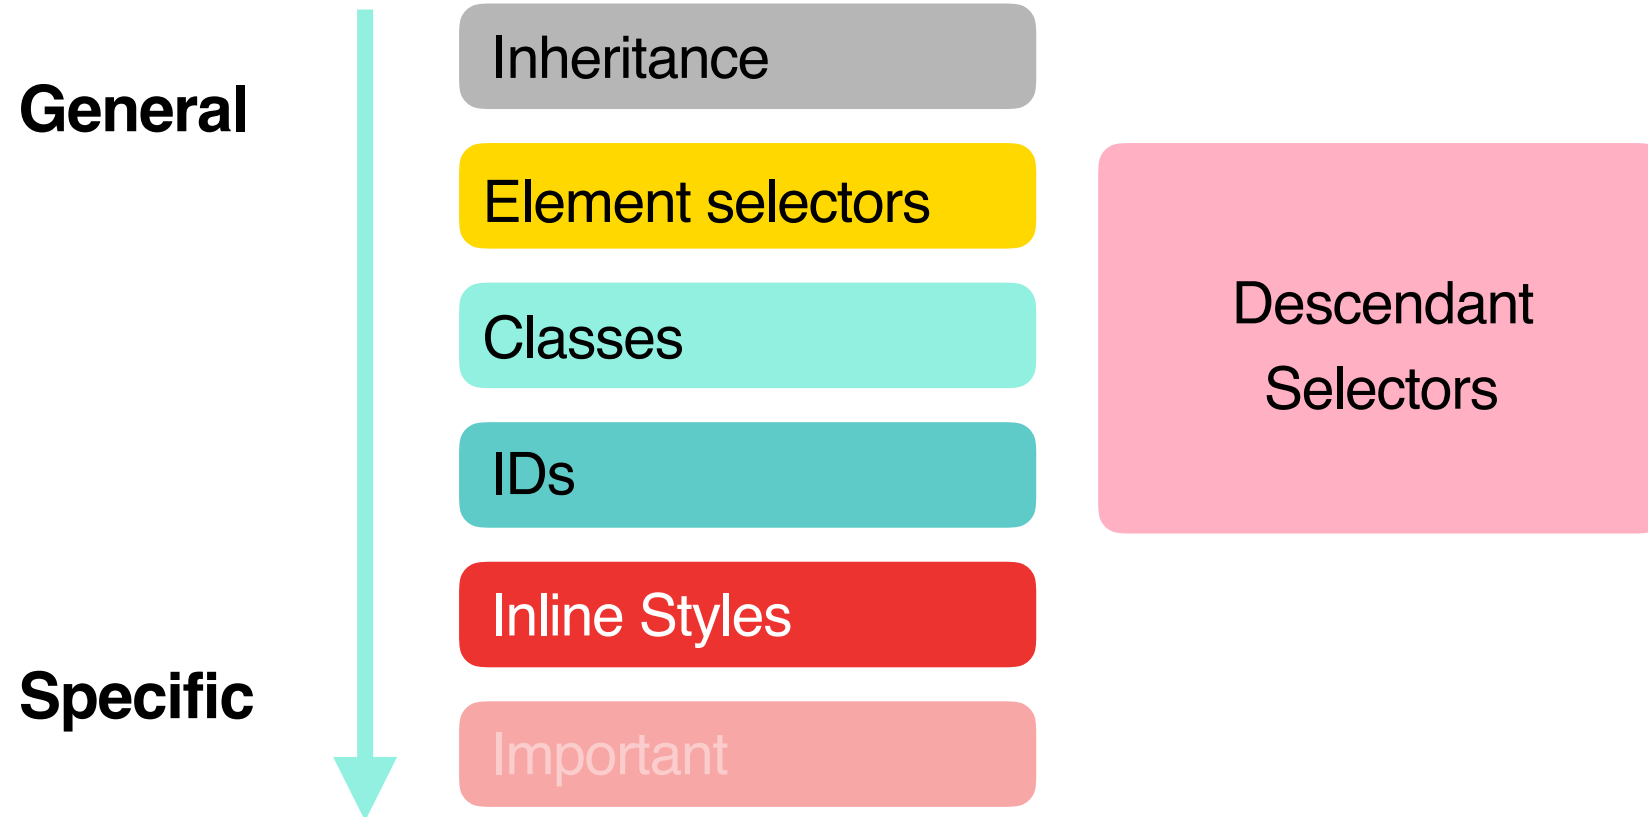 General
Specific
Inheritance
Element selectors
Classes
IDs
Inline Styles
Important
Descendant
Selectors